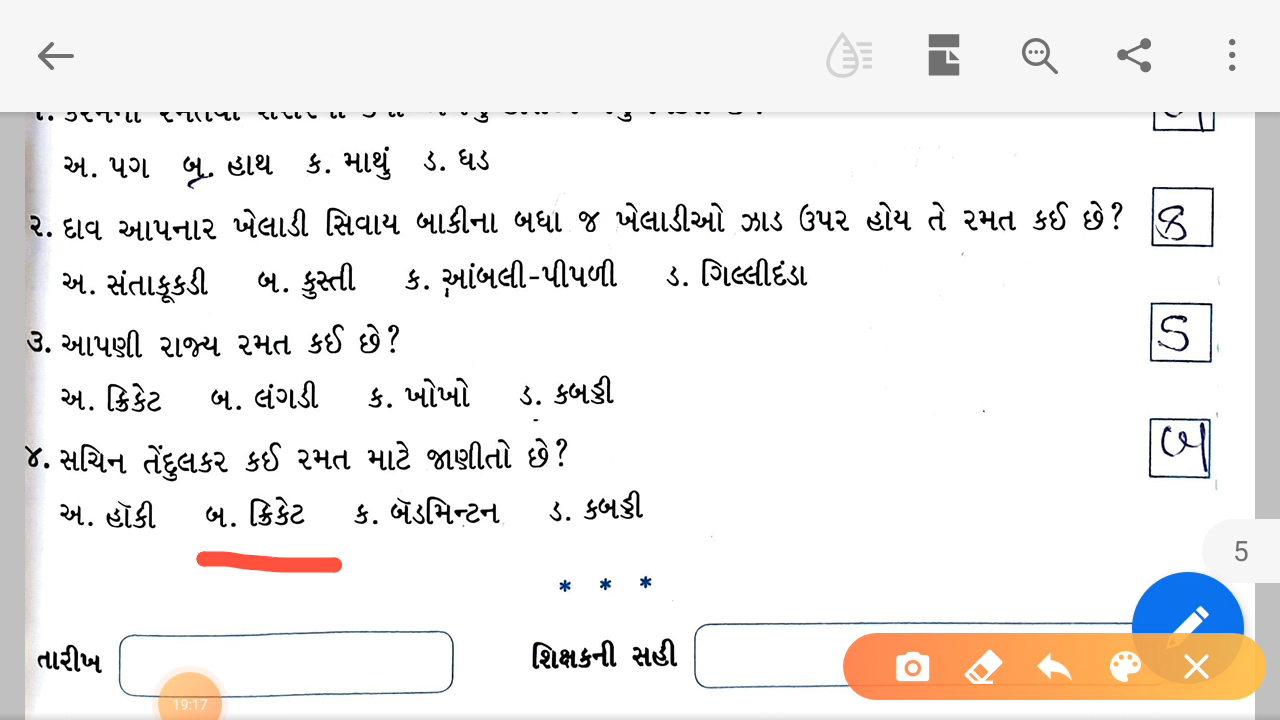 અ. પગ બ. હાથ ક. માથું ડ. ધડ
૨. દાવ આપનાર ખેલાડી સિવાય બાકીના બધા જ ખેલાડીઓ ઝાડ ઉપર હોય તે રમત કઈ છે? ક
અ. સંતાકૂકડી બ. કુસ્તી ક. આંબલી-પીપળી ડ. ગિલ્લીદંડા
૩. આપણી રાજ્ય રમત કઈ છે? ડ
અ. ક્રિકેટ બ. લંગડી ક. ખોખો ડ. કબડ્ડી
૪. સચિન તેંદુલકર કઈ રમત માટે જાણીતો છે? બ
અ. હૉકી બ. ક્રિકેટ ક. બૅડમિન્ટન ડ. કબડ્ડી
5
* * *
તારીખ શિક્ષકની સહી
19:17